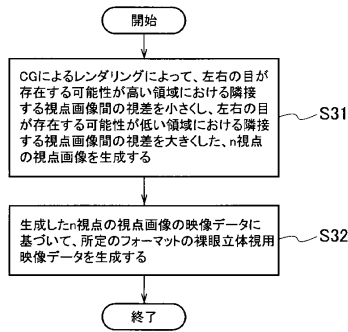 開始
CGによるレンダリングによって、左右の目が
存在する可能性が高い領域における隣接
する視点画像間の視差を小さくし、左右の目
が存在する可能性が低い領域における隣接
する視点画像間の視差を大きくした、n視点
の視点画像を生成する
S31
生成したn視点の視点画像の映像データに
基づいて、所定のフォーマットの裸眼立体視用
映像データを生成する
S32
終了